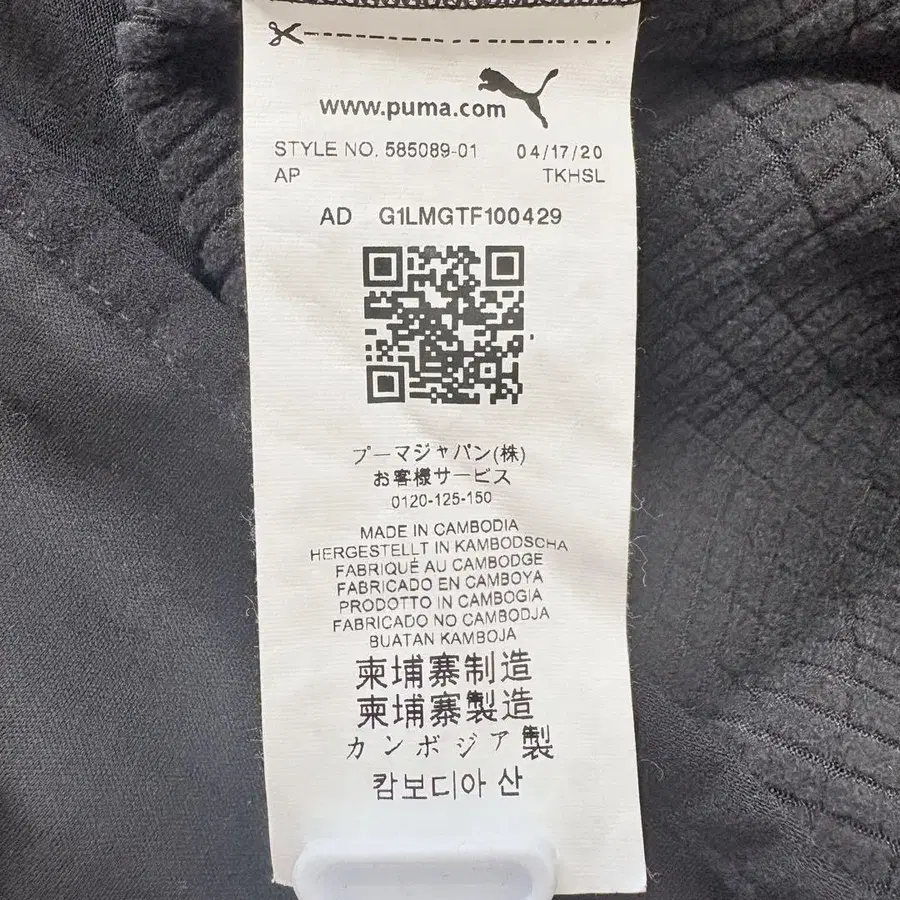 www.puma.com
STYLE NO. 585089-01 04/17/20
AP TKHSL
AD G1LMGTF100429
プーマジャパン(株)
お客様サービス
0120-125-150
MADE IN CAMBODIA
HERGESTELLT IN KAMBODSCHA
FABRIQUÉ AU CAMBODGE
FABRICADO EN CAMBOYA
PRODOTTO IN CAMBOGIA
FABRICADO NO CAMBODJA
BUATAN KAMBOJA
柬埔寨制造
柬埔寨製造
カンボジア製
캄보디아 산